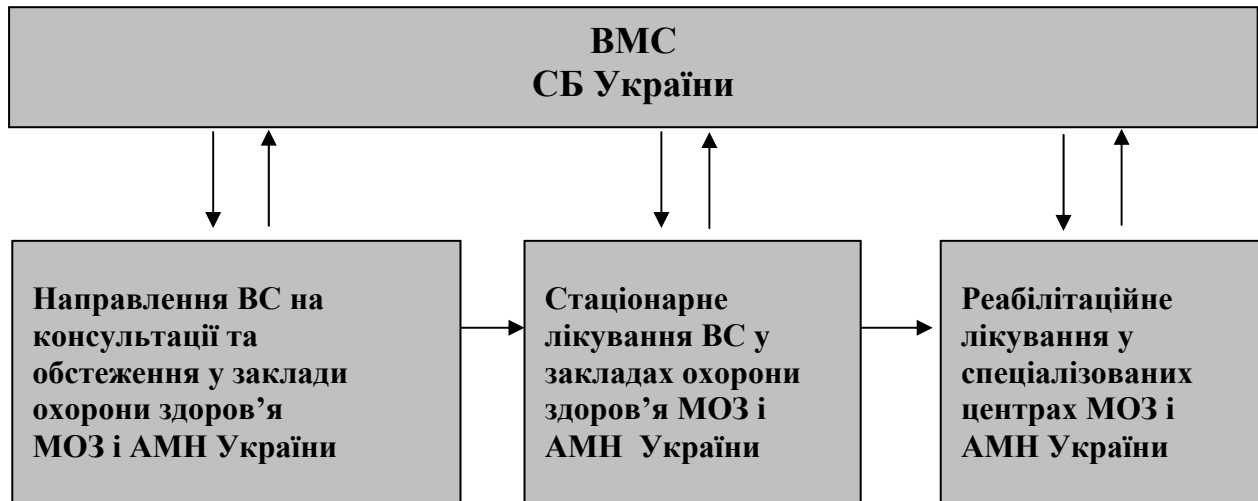 ВМС
СБ України
Направлення ВС на
консультації та
обстеження у заклади
охорони здоров’я
МОЗ і АМН України
Стаціонарне
лікування ВС у
закладах охорони
здоров’я МОЗ і
АМН України
Реабілітаційне
лікування у
спеціалізованих
центрах МОЗ і
АМН України